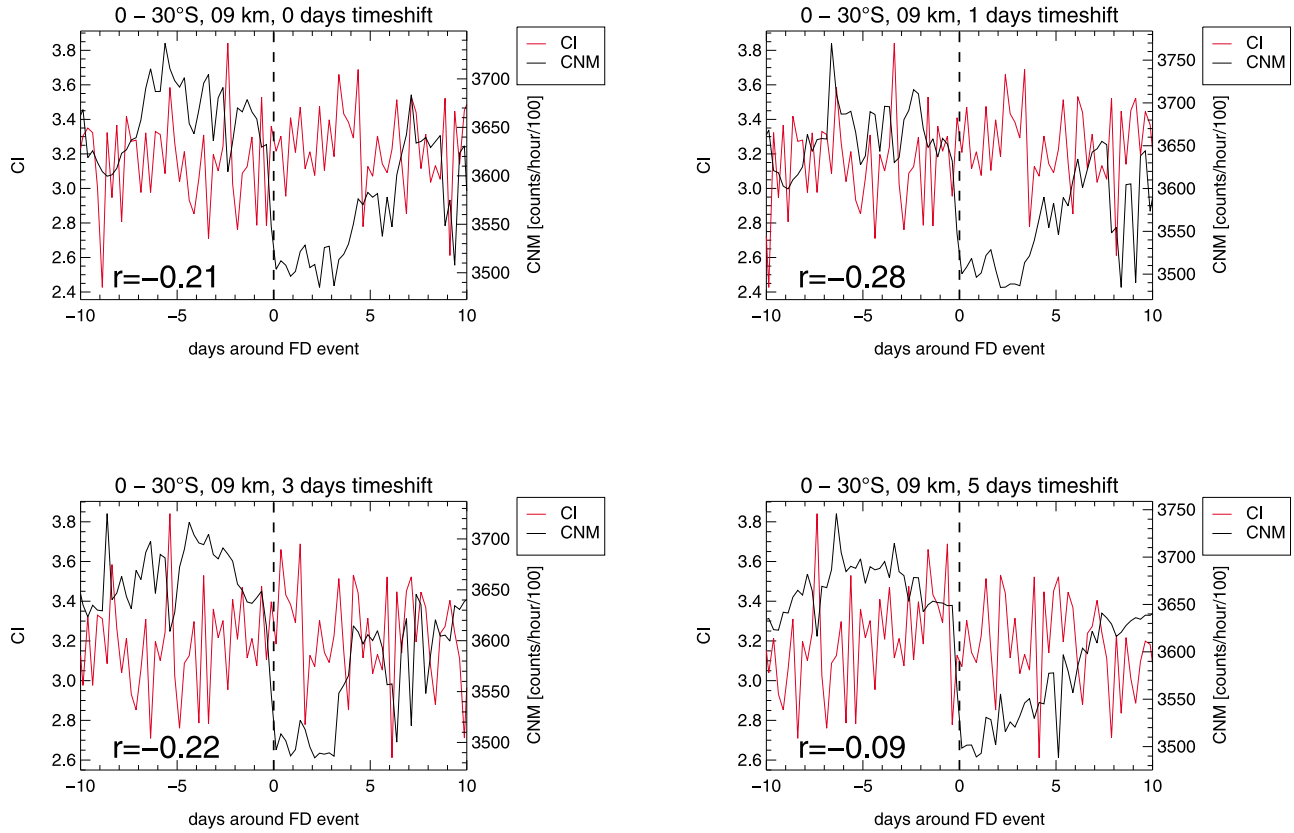 0 – 30°S, 09 km, 0 days timeshift
CI
CNM
3.8
3.6
3.4
3.2
3.0
2.8
2.6
2.4
CI
3700
3650
3600
3550
3500
CNM [counts/hour/100]
r=−0.21
−10 −5 0 5 10
days around FD event
0 – 30°S, 09 km, 1 days timeshift
CI
CNM
3.8
3.6
3.4
3.2
3.0
2.8
2.6
2.4
CI
3750
3700
3650
3600
3550
3500
CNM [counts/hour/100]
r=−0.28
−10 −5 0 5 10
days around FD event
0 – 30°S, 09 km, 3 days timeshift
CI
CNM
3.8
3.6
3.4
3.2
3.0
2.8
2.6
CI
3700
3650
3600
3550
3500
CNM [counts/hour/100]
r=−0.22
−10 −5 0 5 10
days around FD event
0 – 30°S, 09 km, 5 days timeshift
CI
CNM
3.8
3.6
3.4
3.2
3.0
2.8
2.6
CI
3750
3700
3650
3600
3550
3500
CNM [counts/hour/100]
r=−0.09
−10 −5 0 5 10
days around FD event